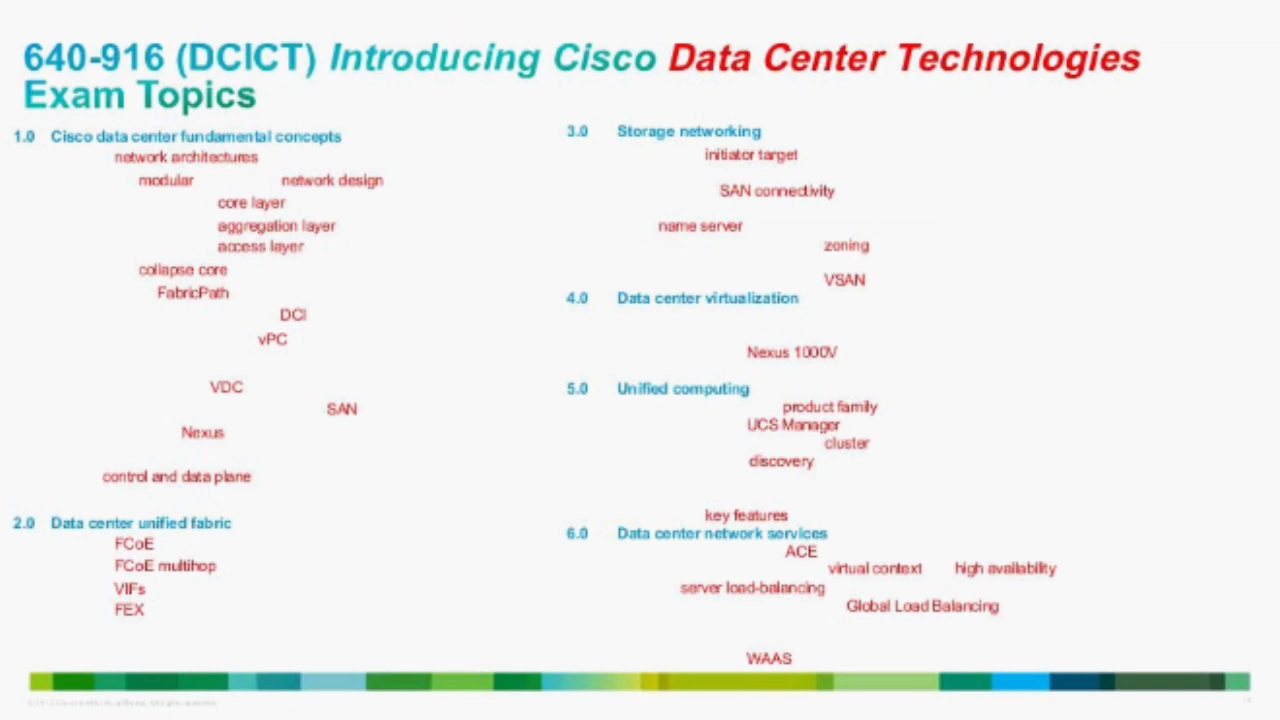 640-916 (DCICT) Introducing Cisco Data Center Technologies
Exam Topics
1.0 Cisco data center fundamental concepts
network architectures
modular network design
core layer
aggregation layer
access layer
collapse core
FabricPath
DCI
vPC
VDC
SAN
Nexus
control and data plane
2.0 Data center unified fabric
FCoE
FCoE multihop
VIFs
FEX
3.0 Storage networking
initiator target
SAN connectivity
name server
zoning
VSAN
4.0 Data center virtualization
Nexus 1000V
5.0 Unified computing
product family
UCS Manager
cluster
discovery
key features
6.0 Data center network services
ACE
virtual context high availability
server load-balancing
Global Load Balancing
WAAS